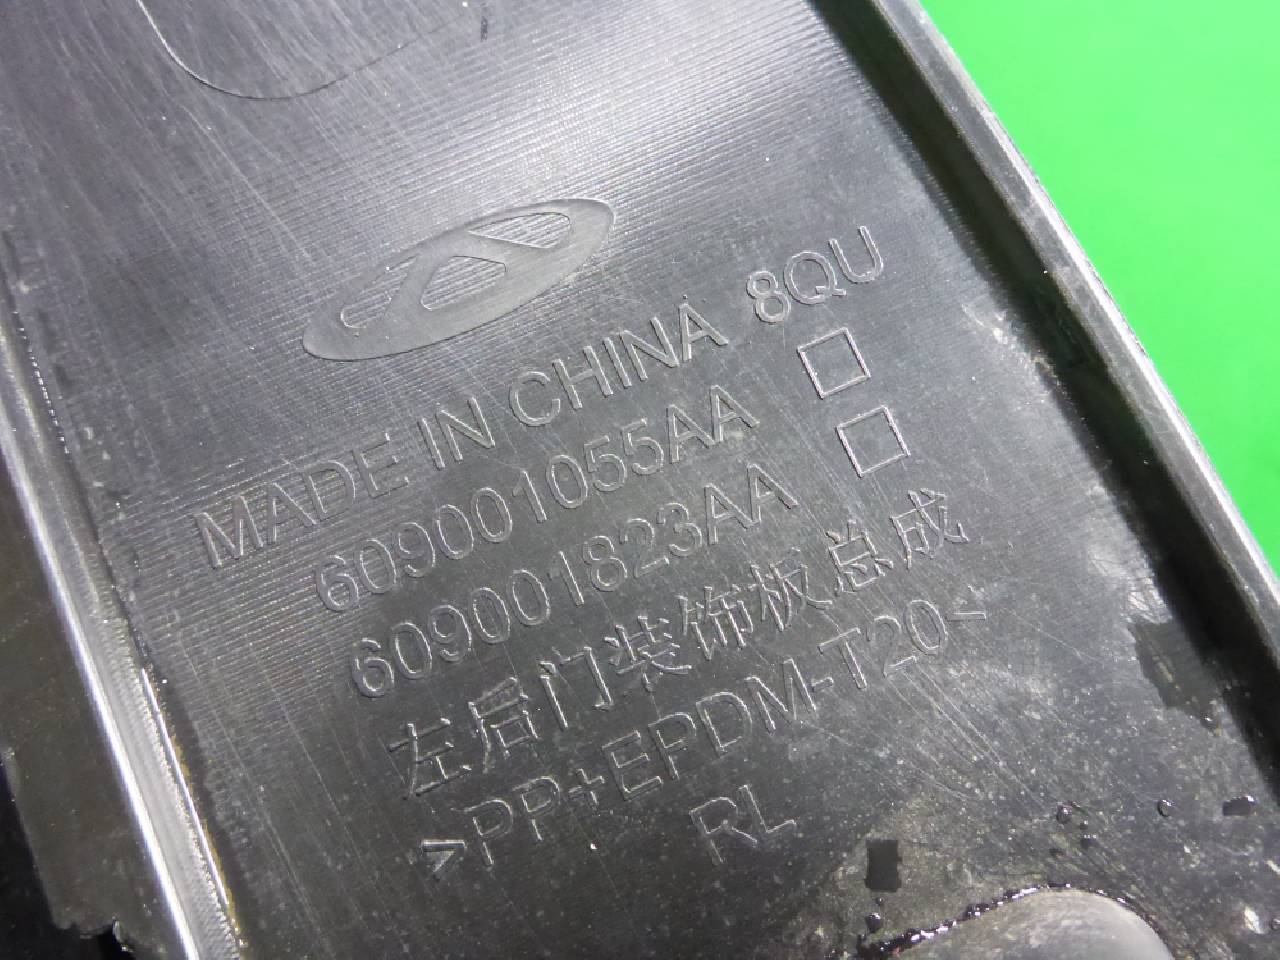 MADE IN CHINA 8QU
609001055AA □
609001823AA □
左后门装饰板总成
>PP+EPDM-T20<
RL